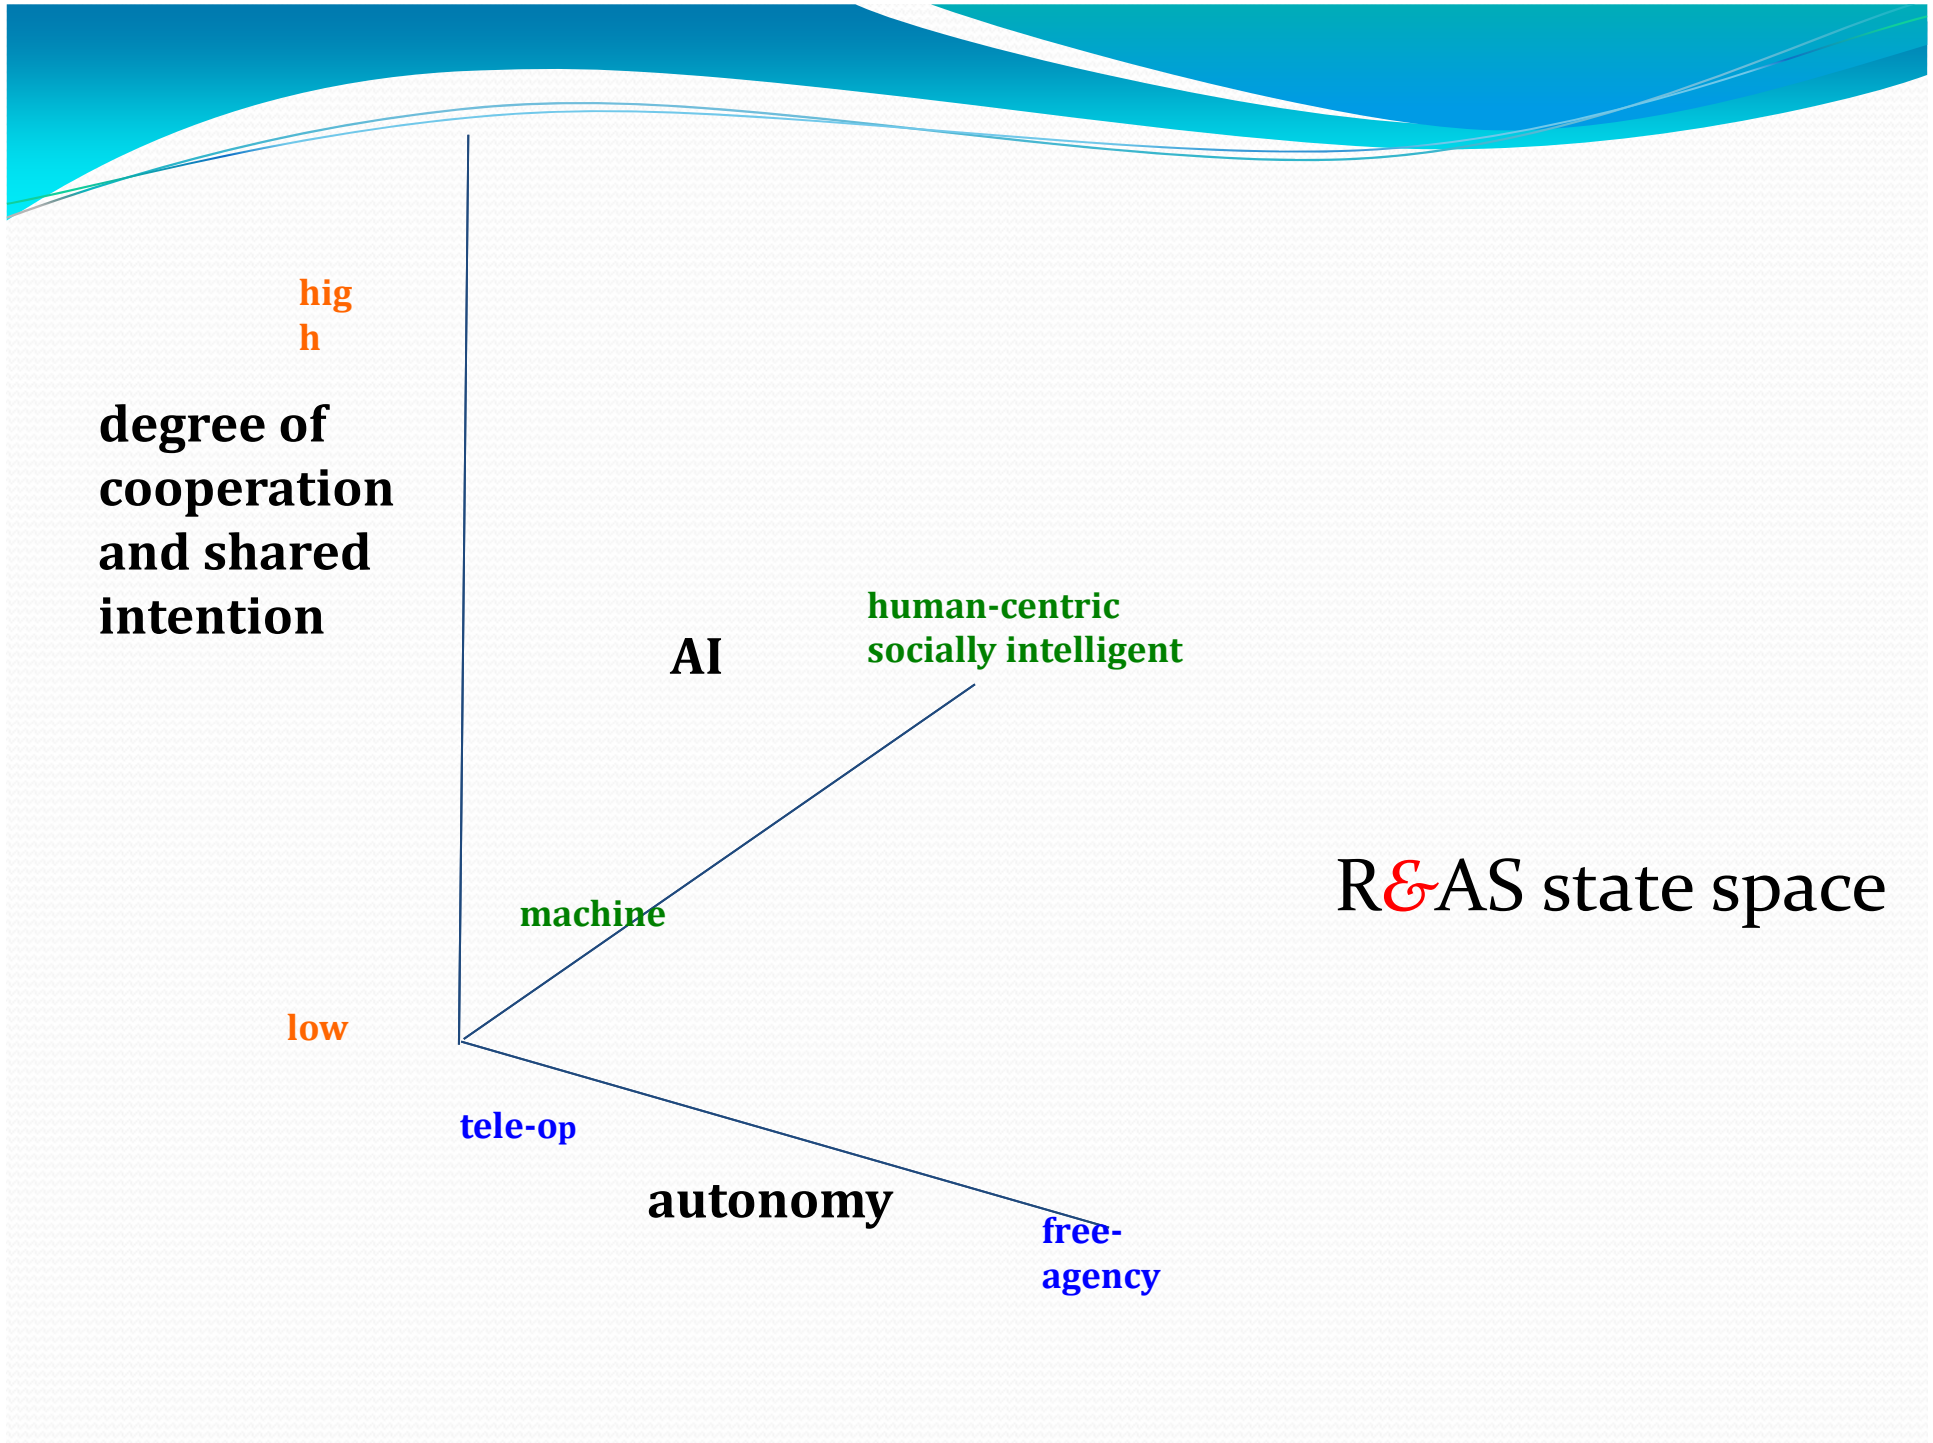 hig
h
degree of
cooperation
and shared
intention
human-centric
socially intelligent
AI
R&AS state space
machine
low
tele-op
autonomy
free-
agency